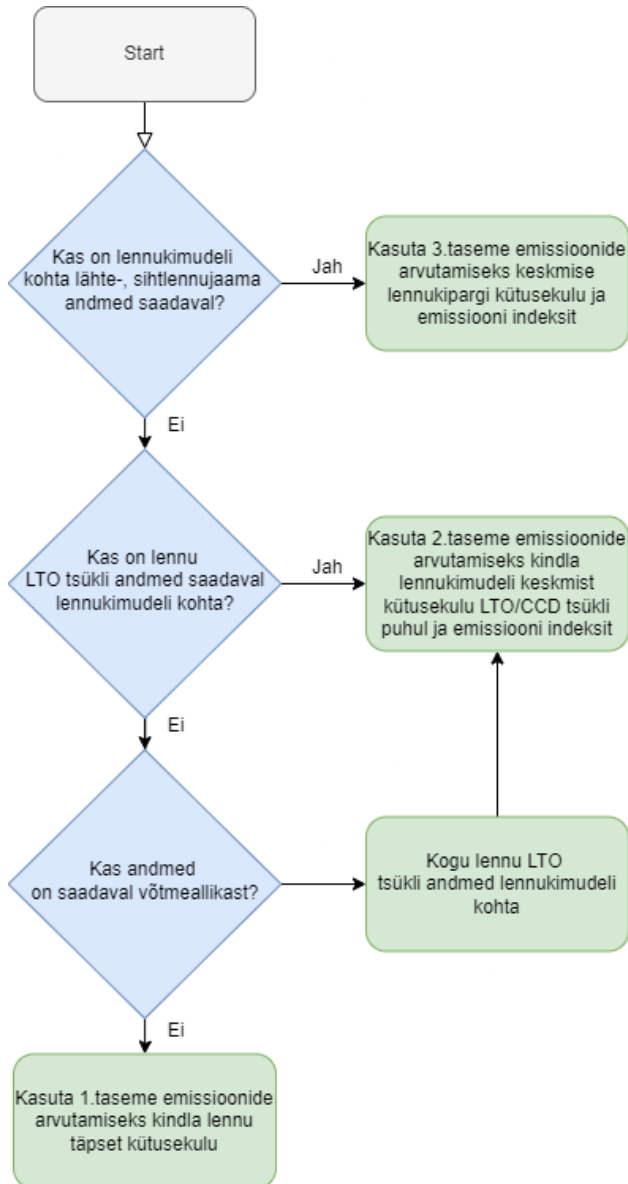 Start
Kas on lennukimudeli
kohta lähte-, sihtlennujaama
andmed saadaval?
Jah
Kasuta 3.taseme emissioonide
arvutamiseks keskmise
lennukipargi kütusekulu ja
emissiooni indeksit
Ei
Kas on lennu
LTO tsükli andmed saadaval
lennukimudeli kohta?
Jah
Kasuta 2.taseme emissioonide
arvutamiseks kindla
lennukimudeli keskmist
kütusekulu LTO/CCD tsükli
puhul ja emissiooni indeksit
Ei
Kas andmed
on saadaval võtmeallikast?
Kogu lennu LTO
tsükli andmed lennukimudeli
kohta
Ei
Kasuta 1.taseme emissioonide
arvutamiseks kindla lennu
täpset kütusekulu